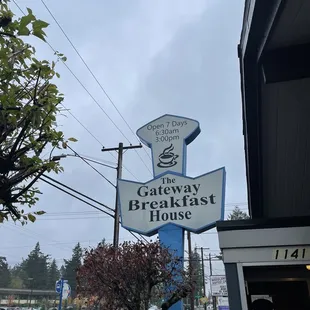 Open 7 Days
6:30am
3:00pm
The
Gateway
Breakfast
House
1141